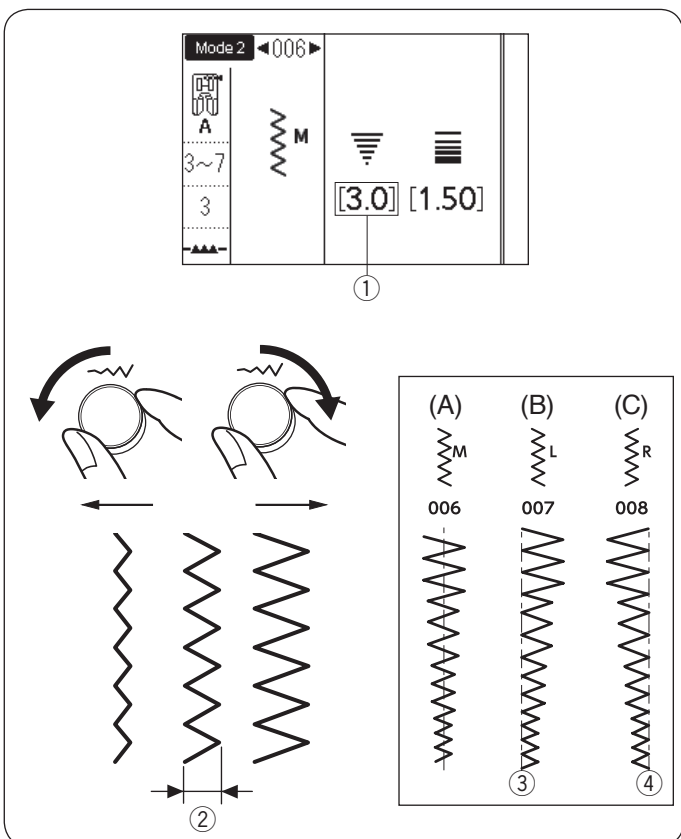 Mode 2 ◀006▶
A
M
3~7
3
[3.0] [1.50]
①
(A) (B) (C)
M L R
006 007 008
②
③ ④